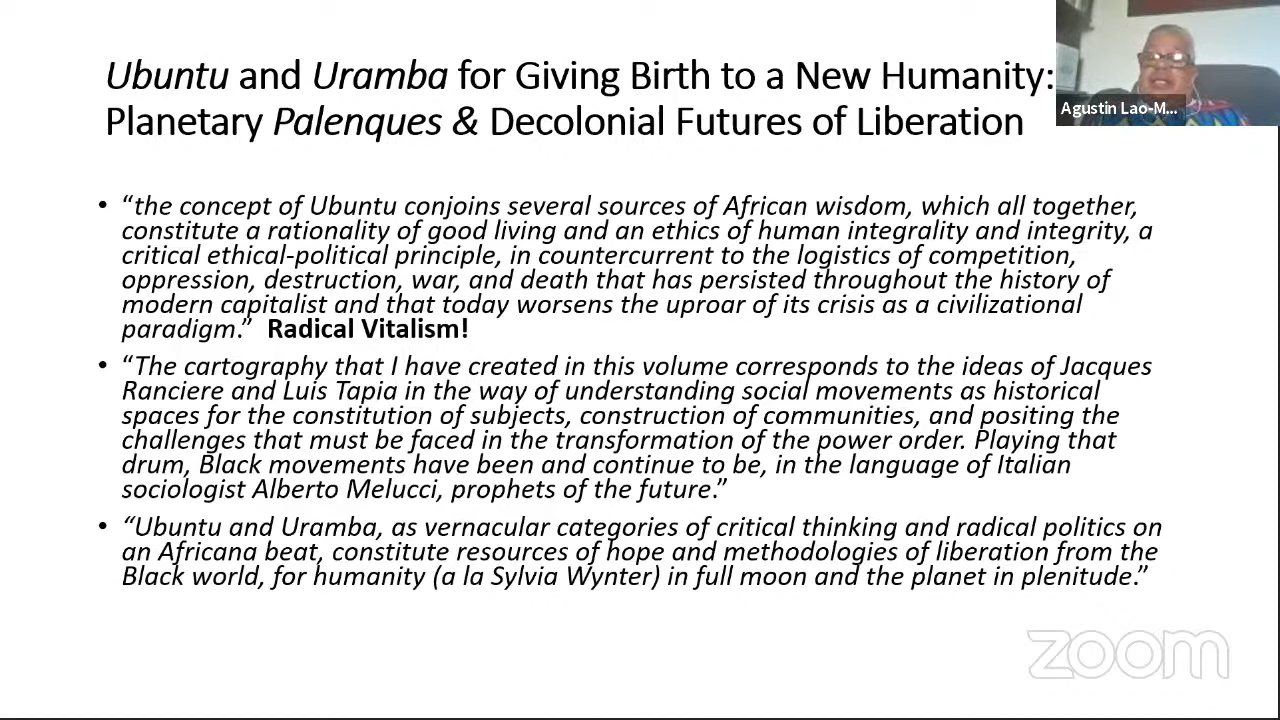 Ubuntu and Uramba for Giving Birth to a New Humanity:
Planetary Palenques & Decolonial Futures of Liberation
Agustin Lao-M...
• “the concept of Ubuntu conjoins several sources of African wisdom, which all together,
constitute a rationality of good living and an ethics of human integrality and integrity, a
critical ethical-political principle, in countercurrent to the logistics of competition,
oppression, destruction, war, and death that has persisted throughout the history of
modern capitalist and that today worsens the uproar of its crisis as a civilizational
paradigm.” Radical Vitalism!
• “The cartography that I have created in this volume corresponds to the ideas of Jacques
Ranciere and Luis Tapia in the way of understanding social movements as historical
spaces for the constitution of subjects, construction of communities, and positing the
challenges that must be faced in the transformation of the power order. Playing that
drum, Black movements have been and continue to be, in the language of Italian
sociologist Alberto Melucci, prophets of the future.”
• “Ubuntu and Uramba, as vernacular categories of critical thinking and radical politics on
an Africana beat, constitute resources of hope and methodologies of liberation from the
Black world, for humanity (a la Sylvia Wynter) in full moon and the planet in plenitude.”
zoom